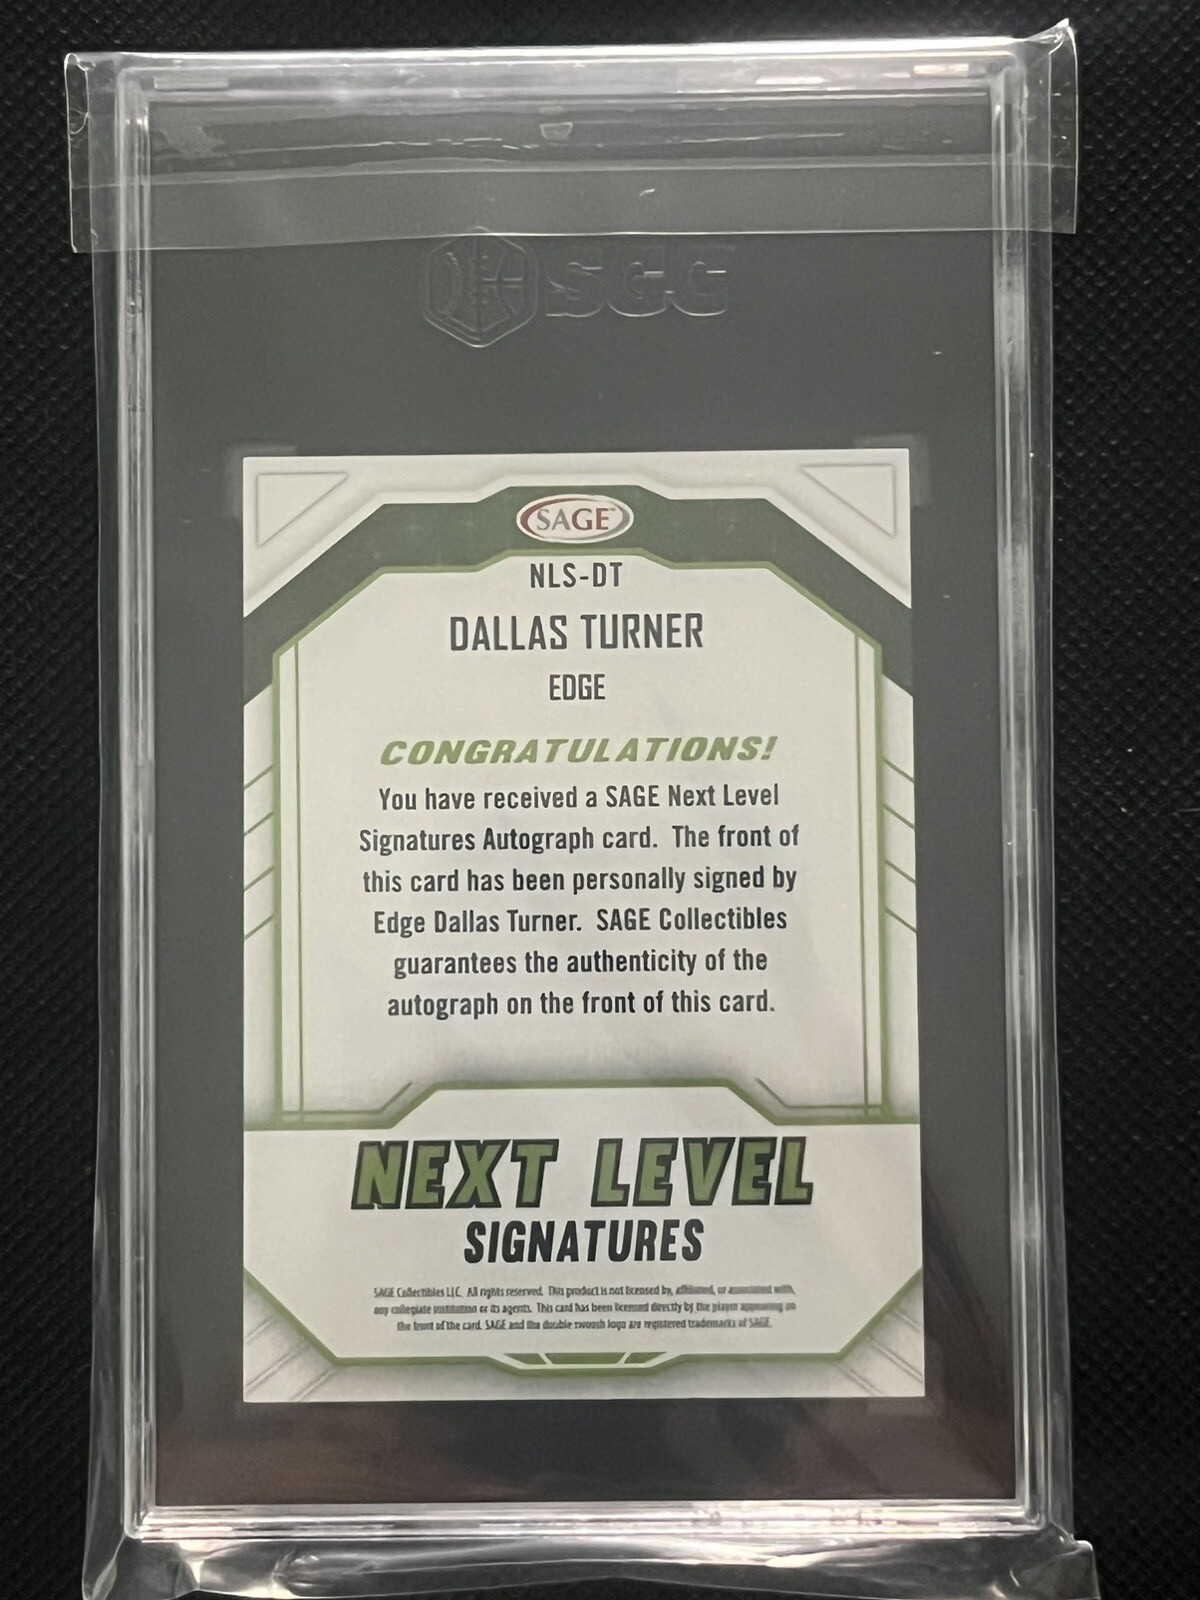 SGC
SAGE™
NLS-DT
DALLAS TURNER
EDGE
CONGRATULATIONS!
You have received a SAGE Next Level
Signatures Autograph card. The front of
this card has been personally signed by
Edge Dallas Turner. SAGE Collectibles
guarantees the authenticity of the
autograph on the front of this card.
NEXT LEVEL
SIGNATURES
SAGE Collectibles LLC. All rights reserved. This product is not licensed by, affiliated, or associated with,
any collegiate institution or its agents. This card has been licensed directly by the player appearing on
the front of the card. SAGE and the double swoosh logo are registered trademarks of SAGE.